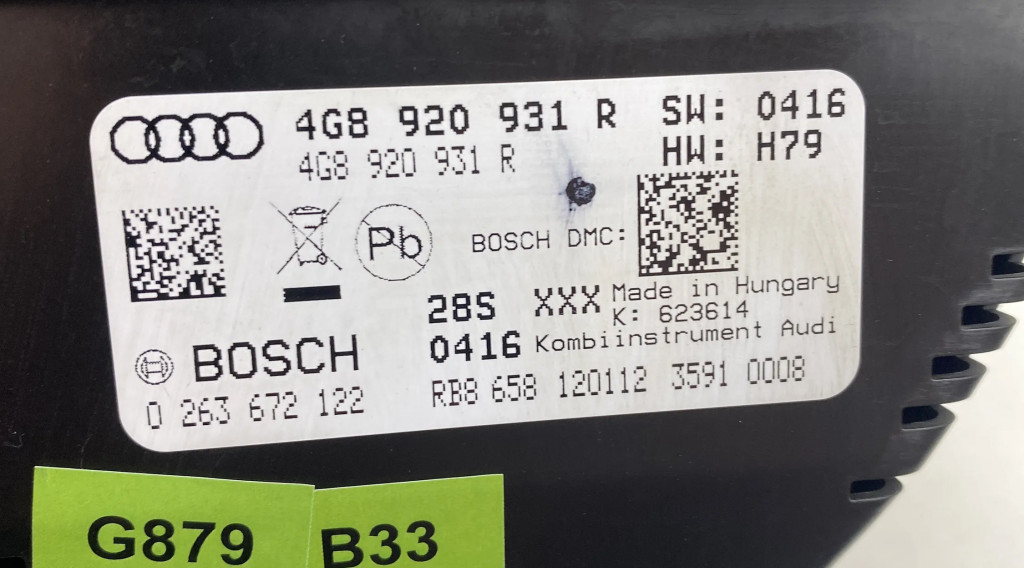 4G8 920 931 R SW: 0416
4G8 920 931 R HW: H79
Pb BOSCH DMC:
28S XXX Made in Hungary
K: 623614
0416 Kombiinstrument Audi
BOSCH
0 263 672 122 RB8 658 120112 3591 0008
G879 B33